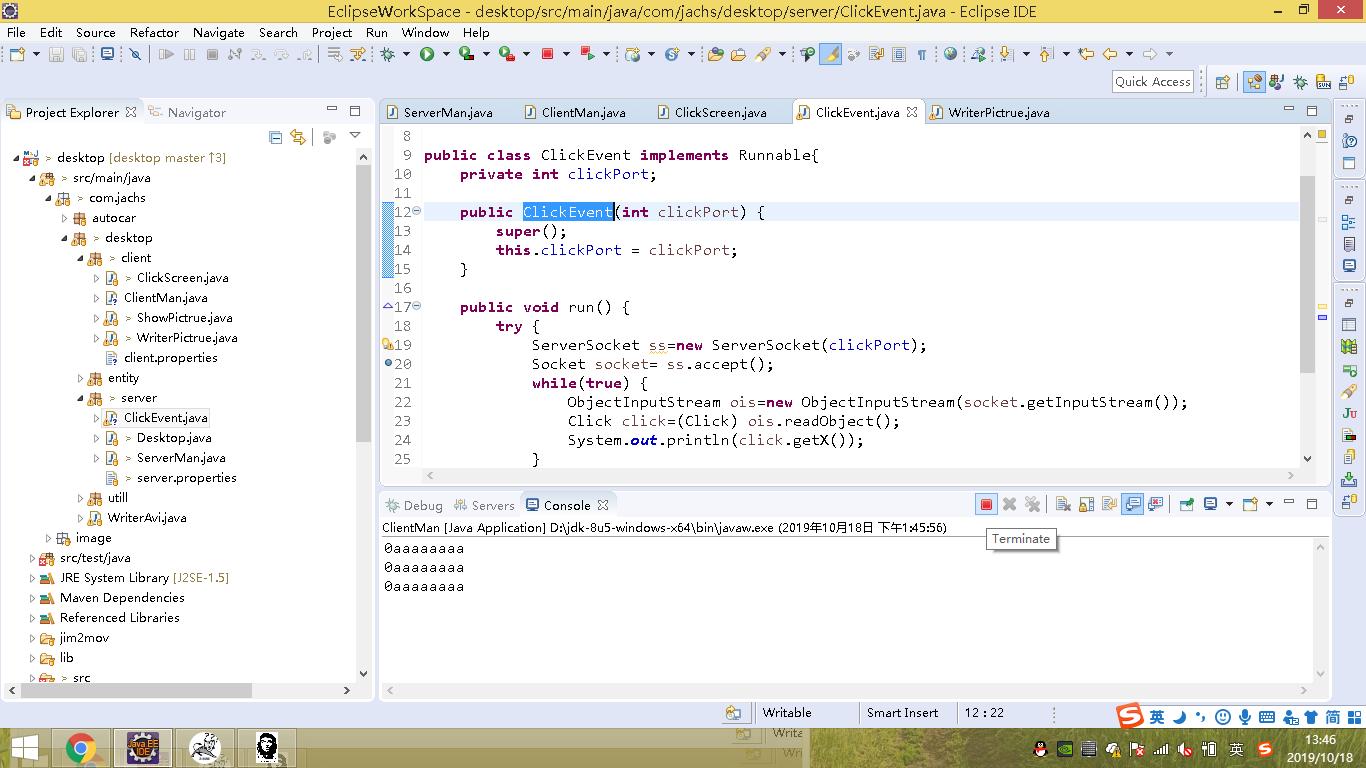 EclipseWorkSpace - desktop/src/main/java/com/jachs/desktop/server/ClickEvent.java - Eclipse IDE
File Edit Source Refactor Navigate Search Project Run Window Help
Quick Access
Project Explorer Navigator
> desktop [desktop master ↑3]
> src/main/java
> com.jachs
autocar
> desktop
> client
> ClickScreen.java
ClientMan.java
> ShowPictrue.java
> WriterPictrue.java
client.properties
entity
> server
ClickEvent.java
> Desktop.java
> ServerMan.java
> server.properties
utill
> WriterAvi.java
image
src/test/java
JRE System Library [J2SE-1.5]
Maven Dependencies
Referenced Libraries
jim2mov
lib
> src
ServerMan.java ClientMan.java ClickScreen.java ClickEvent.java WriterPictrue.java
8
9 public class ClickEvent implements Runnable{
10 private int clickPort;
11
12 public ClickEvent(int clickPort) {
13 super();
14 this.clickPort = clickPort;
15 }
16
17 public void run() {
18 try {
19 ServerSocket ss=new ServerSocket(clickPort);
20 Socket socket= ss.accept();
21 while(true) {
22 ObjectInputStream ois=new ObjectInputStream(socket.getInputStream());
23 Click click=(Click) ois.readObject();
24 System.out.println(click.getX());
25 }
Debug Servers Console
ClientMan [Java Application] D:\jdk-8u5-windows-x64\bin\javaw.exe (2019年10月18日 下午1:45:56)
Terminate
0aaaaaaaa
0aaaaaaaa
0aaaaaaaa
Writable Smart Insert 12 : 22
英 简
Java EE
IDE
英
13:46
2019/10/18